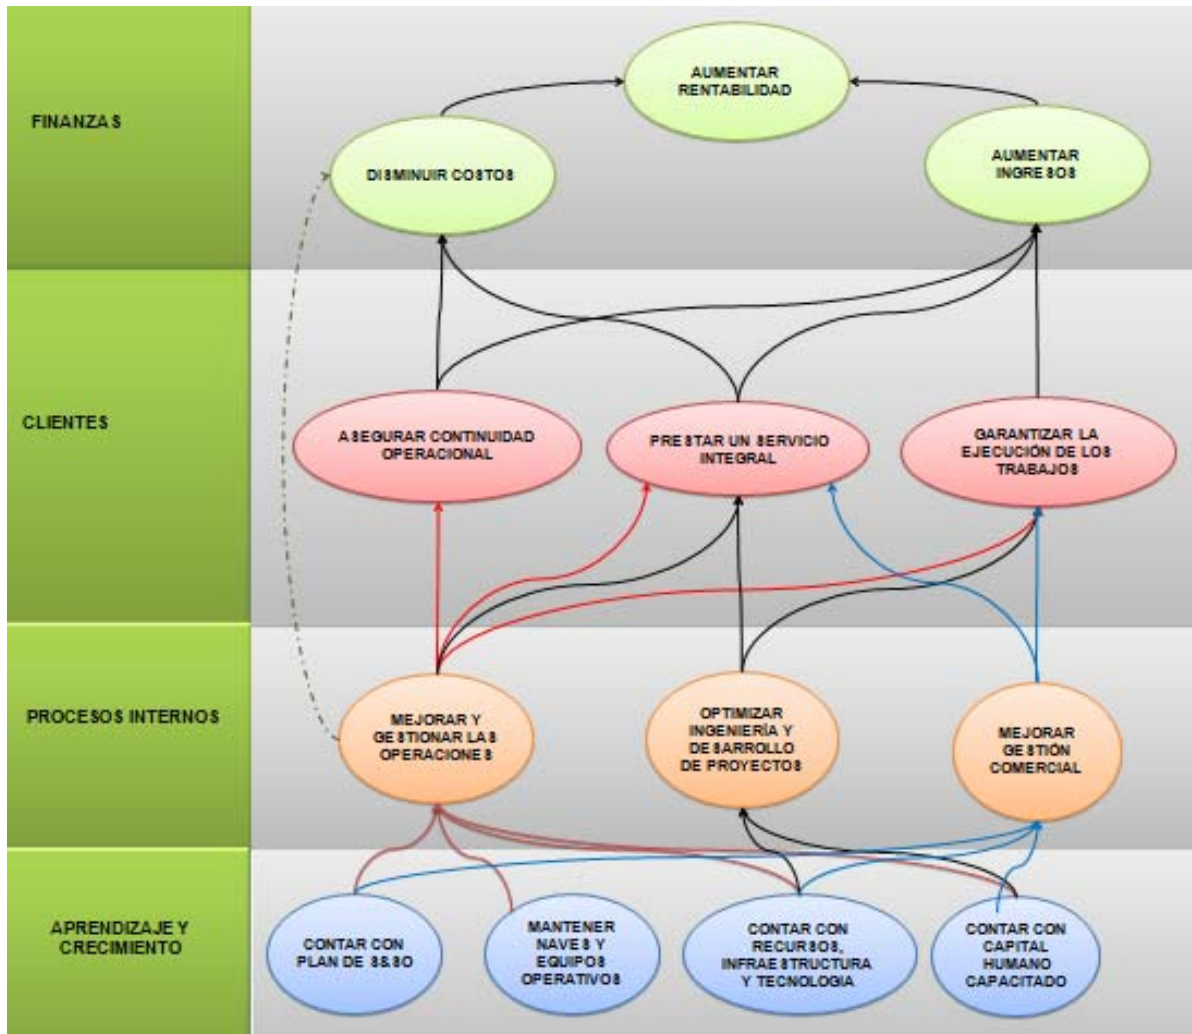 FINANZAS
AUMENTAR
RENTABILIDAD
DISMINUIR COSTOS
AUMENTAR
INGRESOS
CLIENTES
ASEGURAR CONTINUIDAD
OPERACIONAL
PRESTAR UN SERVICIO
INTEGRAL
GARANTIZAR LA
EJECUCIÓN DE LOS
TRABAJOS
PROCESOS INTERNOS
MEJORAR Y
GESTIONAR LAS
OPERACIONES
OPTIMIZAR
INGENIERÍA Y
DESARROLLO
DE PROYECTOS
MEJORAR
GESTIÓN
COMERCIAL
APRENDIZAJE Y
CRECIMIENTO
CONTAR CON
PLAN DE S&SO
MANTENER
NAVES Y
EQUIPOS
OPERATIVOS
CONTAR CON
RECURSOS,
INFRAESTRUCTURA
Y TECNOLOGIA
CONTAR CON
CAPITAL
HUMANO
CAPACITADO